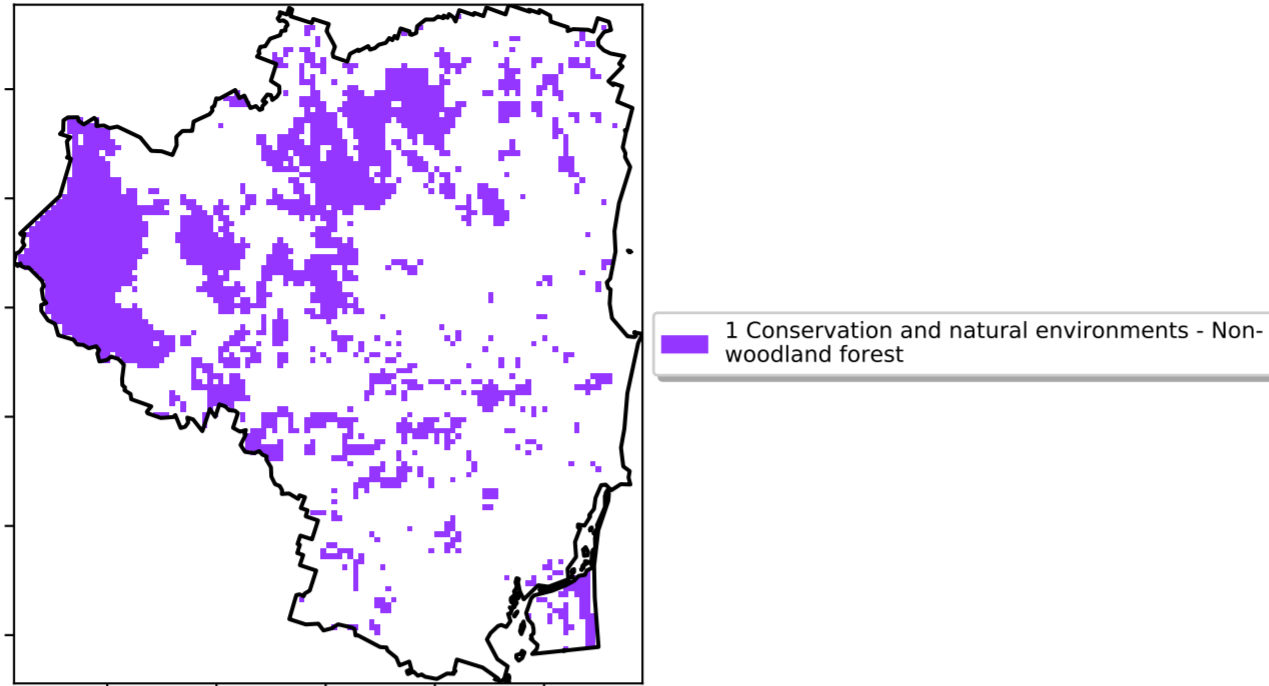 1 Conservation and natural environments - Non-
woodland forest